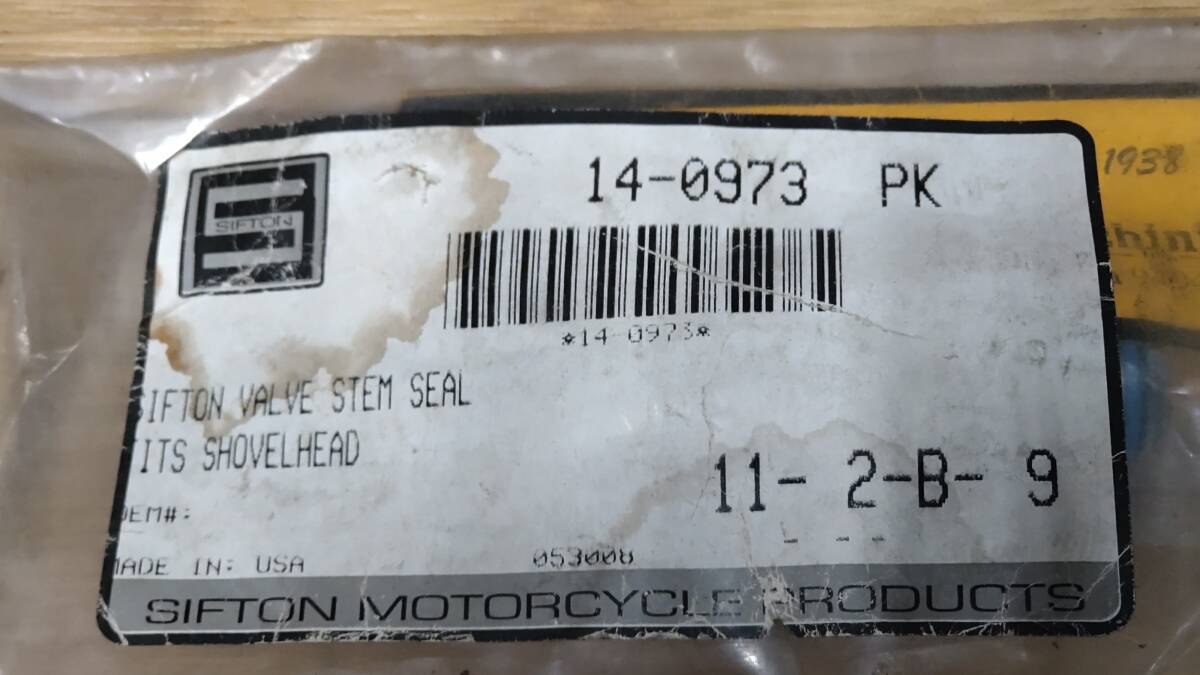 14-0973 PK
SIFTON
*14-0973*
1938
SIFTON VALVE STEM SEAL
FITS SHOVELHEAD
OEM#:
11- 2-B- 9
MADE IN: USA
053008
SIFTON MOTORCYCLE PRODUCTS